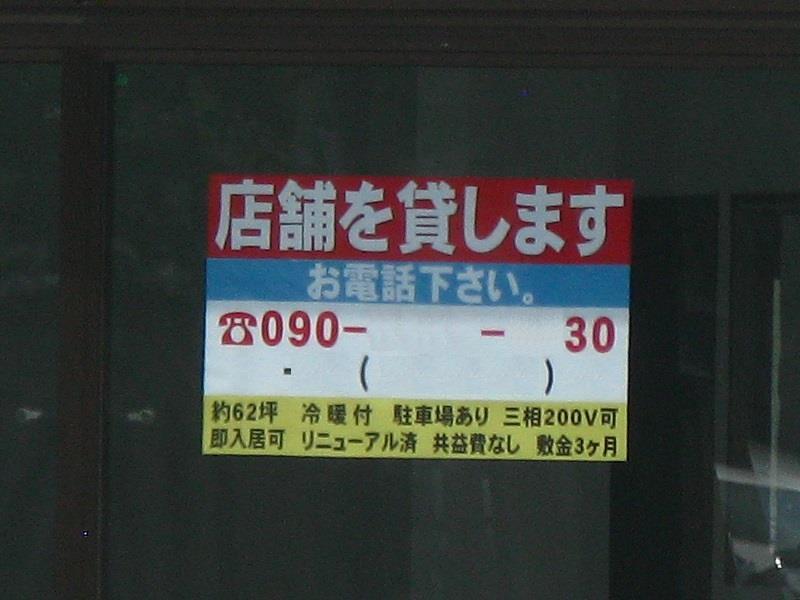 店舗を貸します
お電話下さい。
☎090- - 30
・ ( )
約62坪 冷暖付 駐車場あり 三相200V可
即入居可 リニューアル済 共益費なし 敷金3ヶ月